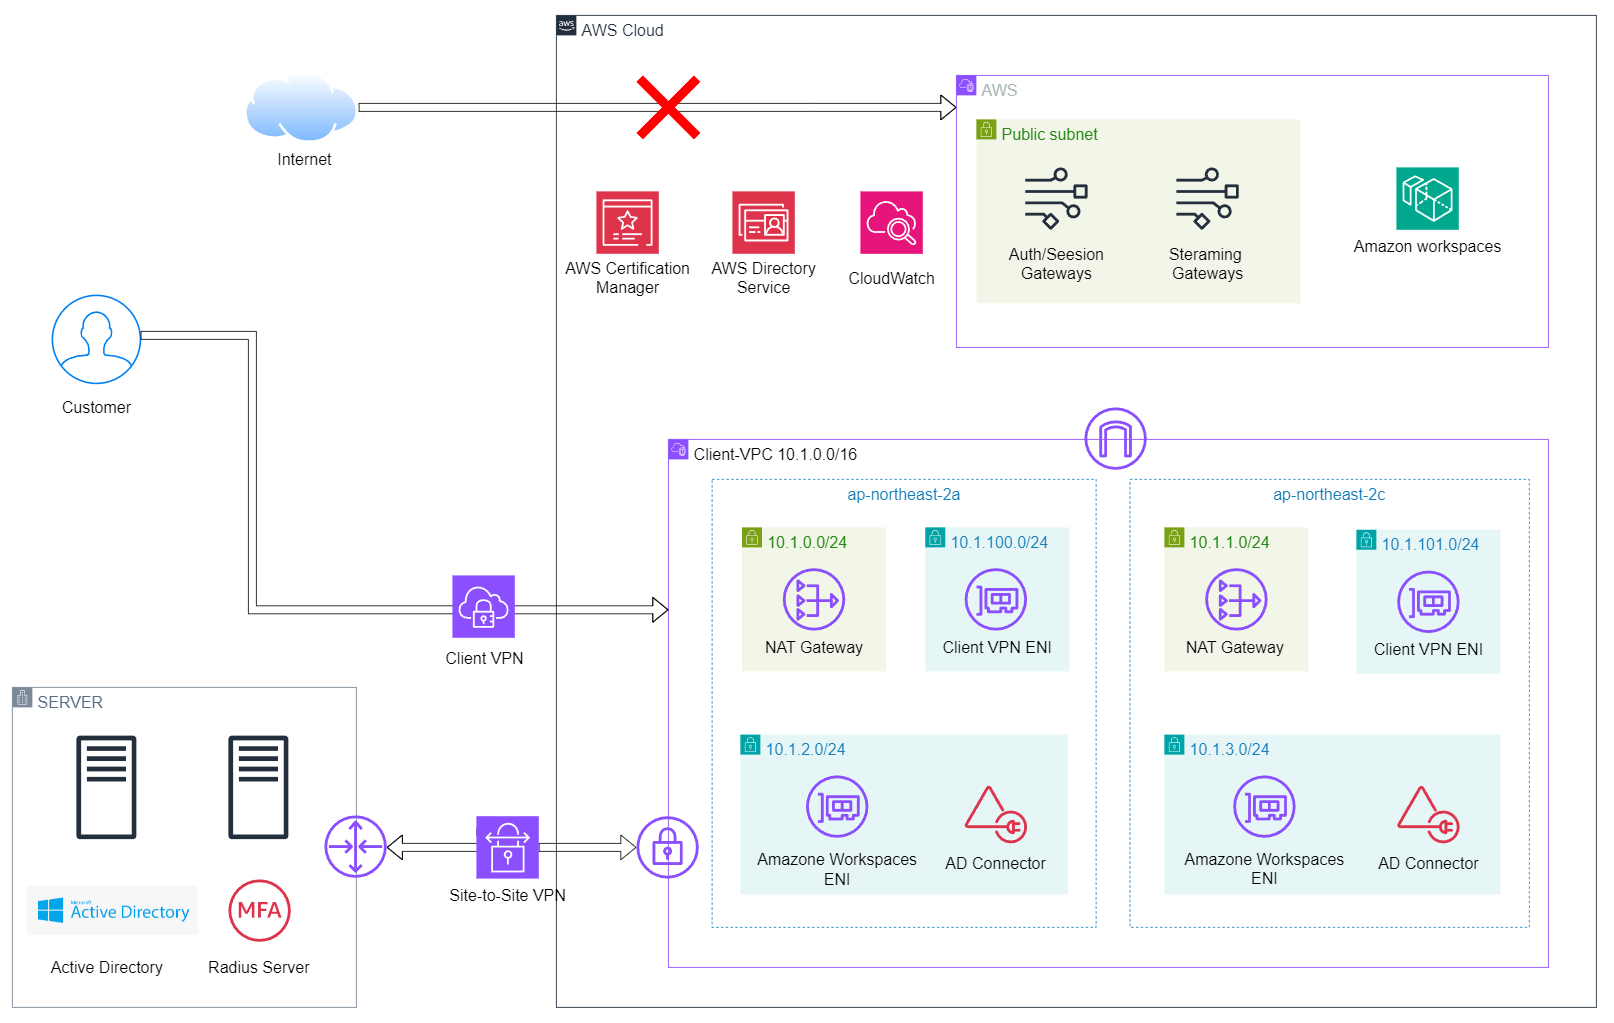 aws
AWS Cloud
Internet
AWS
Public subnet
Auth/Seesion
Gateways
Steraming
Gateways
Amazon workspaces
AWS Certification
Manager
AWS Directory
Service
CloudWatch
Customer
Client-VPC 10.1.0.0/16
ap-northeast-2a
10.1.0.0/24
NAT Gateway
10.1.100.0/24
Client VPN ENI
ap-northeast-2c
10.1.1.0/24
NAT Gateway
10.1.101.0/24
Client VPN ENI
Client VPN
SERVER
10.1.2.0/24
Amazone Workspaces
ENI
AD Connector
10.1.3.0/24
Amazone Workspaces
ENI
AD Connector
Site-to-Site VPN
Microsoft
Active Directory
MFA
Active Directory
Radius Server